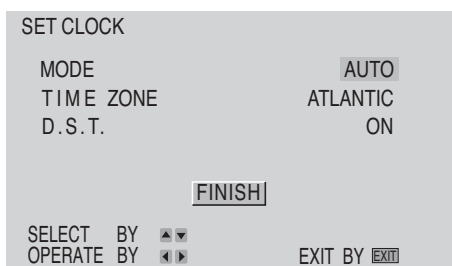 SET CLOCK
MODE AUTO
TIME ZONE ATLANTIC
D.S.T. ON
FINISH
SELECT BY ▲▼
OPERATE BY ◀▶ EXIT BY EXIT